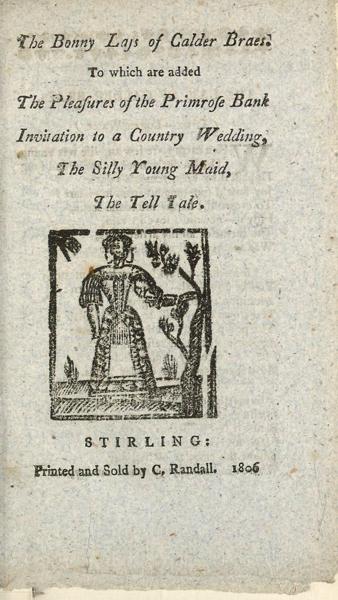 The Bonny Lass of Calder Braes.
To which are added
The Pleaſures of the Primroſe Bank
Invitation to a Country Wedding,
The Silly Young Maid,
The Tell Tale.
STIRLING:
Printed and Sold by C. Randall. 1806